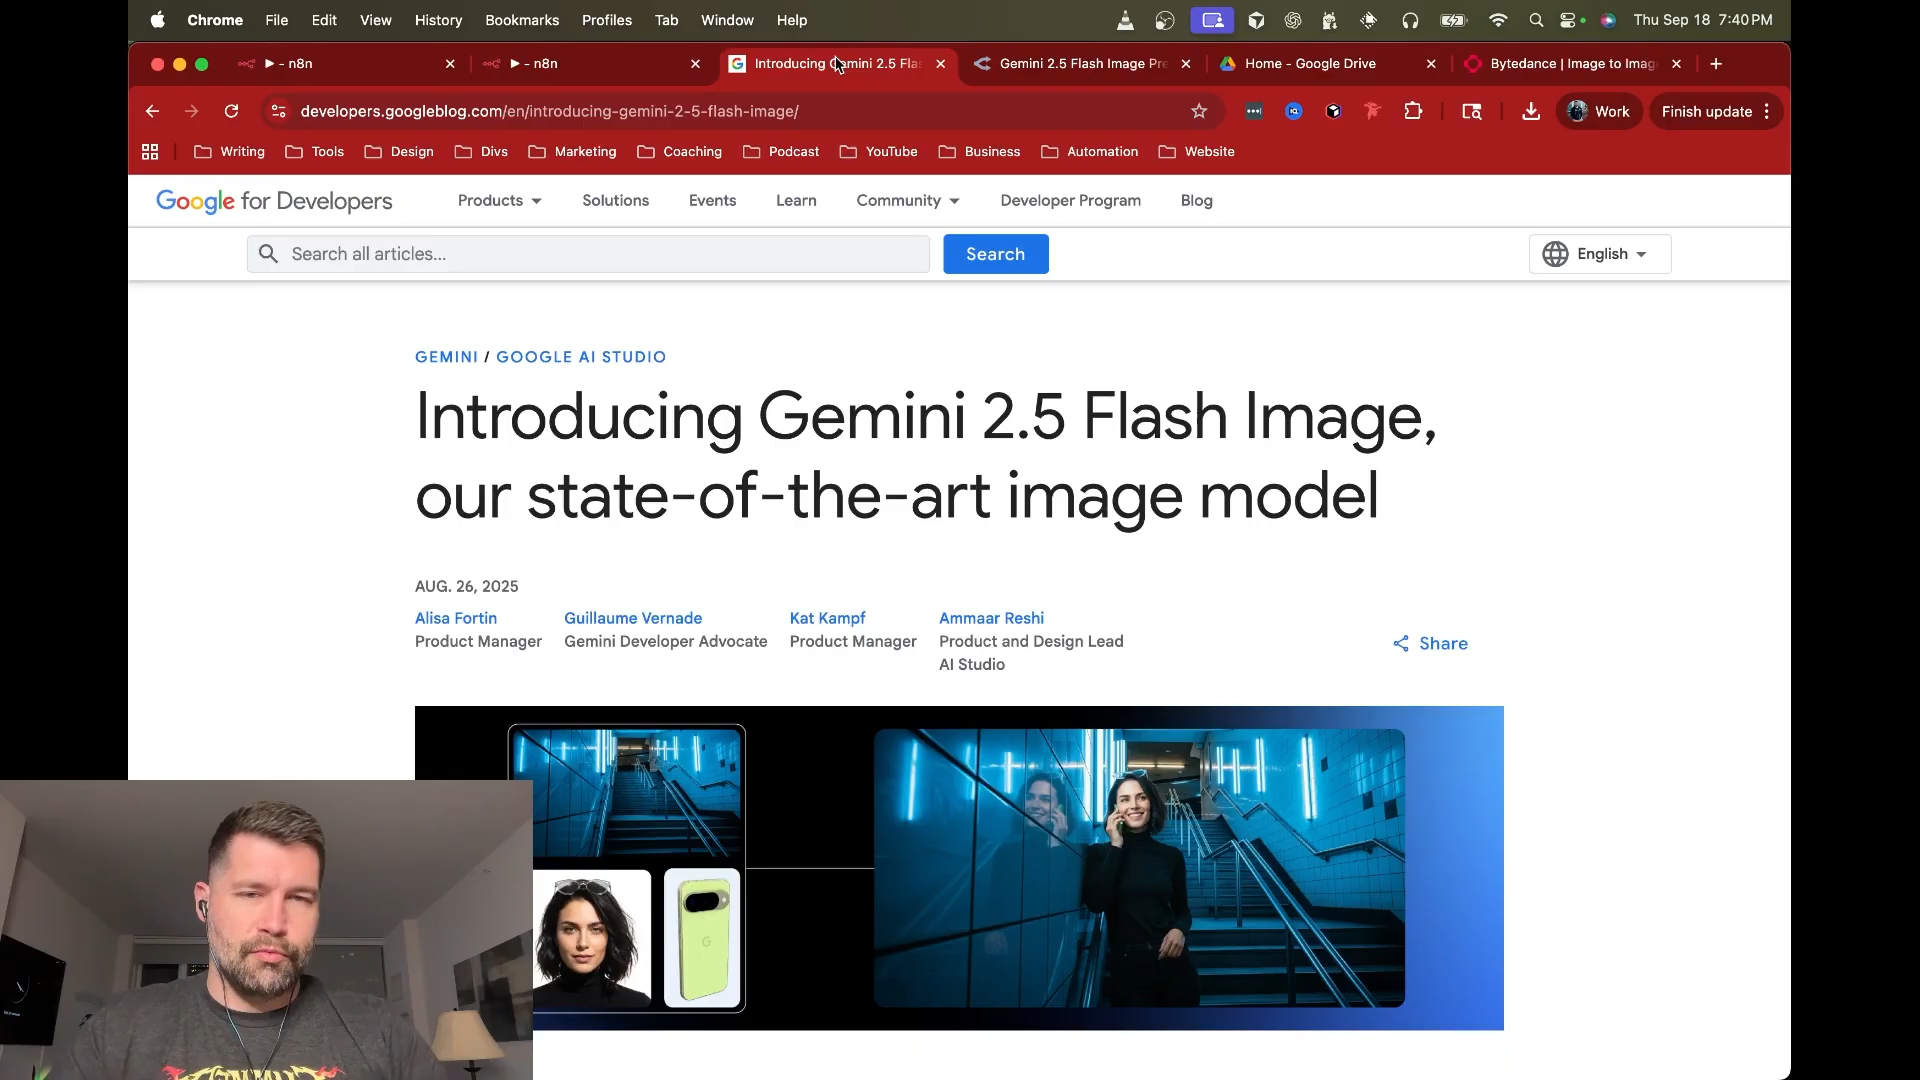 Chrome File Edit View History Bookmarks Profiles Tab Window Help Thu Sep 18 7:40 PM
- n8n - n8n Introducing Gemini 2.5 Fla Gemini 2.5 Flash Image Pre Home - Google Drive Bytedance | Image to Imag
developers.googleblog.com/en/introducing-gemini-2-5-flash-image/ Work Finish update
Writing Tools Design Divs Marketing Coaching Podcast YouTube Business Automation Website
Google for Developers Products Solutions Events Learn Community Developer Program Blog
Search all articles... Search English
GEMINI / GOOGLE AI STUDIO
Introducing Gemini 2.5 Flash Image,
our state-of-the-art image model
AUG. 26, 2025
Alisa Fortin Guillaume Vernade Kat Kampf Ammaar Reshi
Product Manager Gemini Developer Advocate Product Manager Product and Design Lead
AI Studio
Share